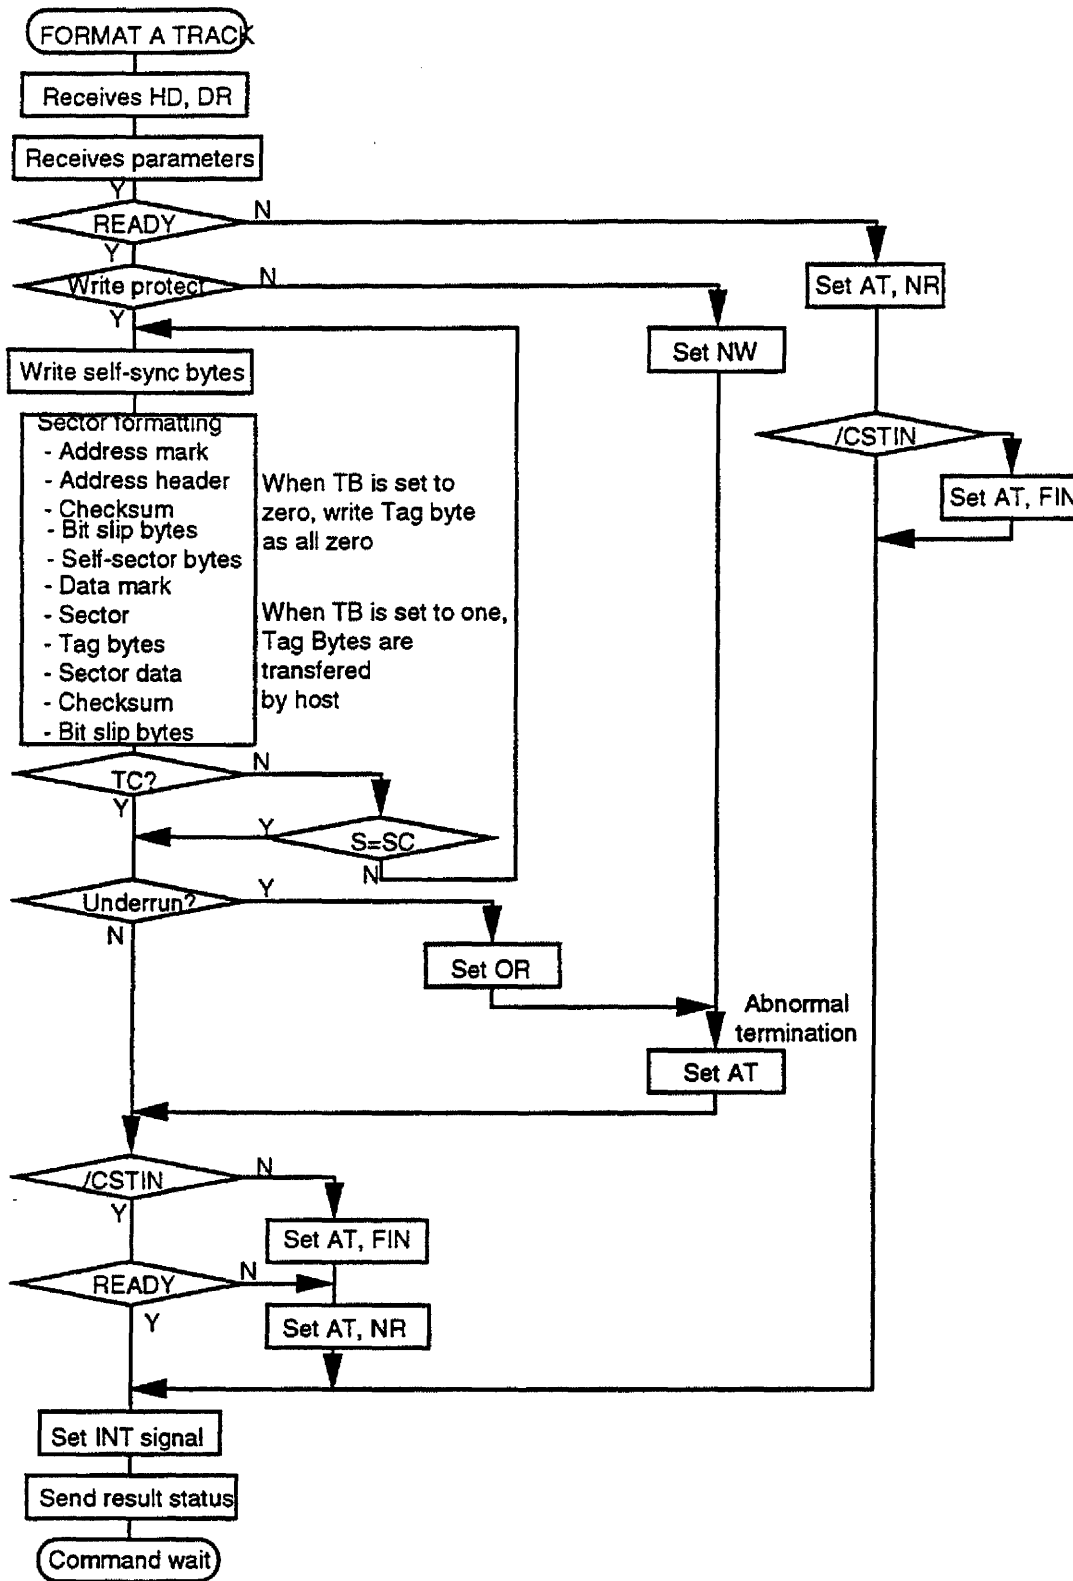 FORMAT A TRACK
Receives HD, DR
Receives parameters
Y
READY
N
Y
Write protect
N
Set AT, NR
Y
Set NW
Write self-sync bytes
Sector formatting
- Address mark
- Address header
- Checksum
- Bit slip bytes
- Self-sector bytes
- Data mark
- Sector
- Tag bytes
- Sector data
- Checksum
- Bit slip bytes
When TB is set to
zero, write Tag byte
as all zero
When TB is set to one,
Tag Bytes are
transfered
by host
/CSTIN
Set AT, FIN
TC?
N
Y
Y
S=SC
N
Underrun?
Y
N
Set OR
Abnormal
termination
Set AT
/CSTIN
N
Y
Set AT, FIN
READY
N
Y
Set AT, NR
Set INT signal
Send result status
Command wait